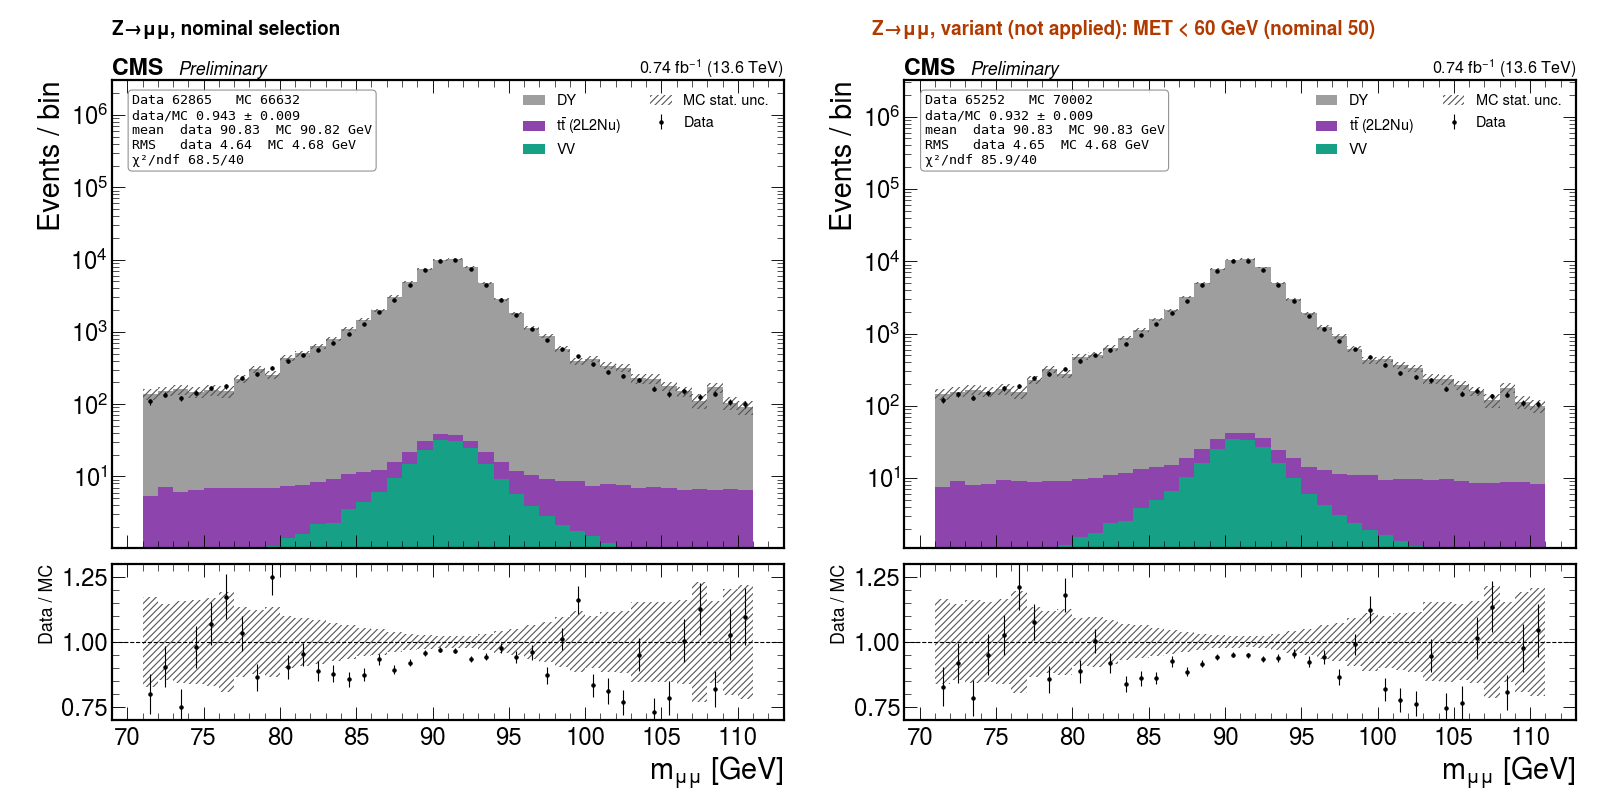 Z→μμ, nominal selection
CMS Preliminary 0.74 fb⁻¹ (13.6 TeV)
Events / bin
Data 62865 MC 66632
data/MC 0.943 ± 0.009
mean data 90.83 MC 90.82 GeV
RMS data 4.64 MC 4.68 GeV
χ²/ndf 68.5/40
DY
tt̄ (2L2Nu)
VV
MC stat. unc.
Data
10⁶
10⁵
10⁴
10³
10²
10¹
Data / MC
1.25
1.00
0.75
70 75 80 85 90 95 100 105 110
m_μμ [GeV]
Z→μμ, variant (not applied): MET < 60 GeV (nominal 50)
CMS Preliminary 0.74 fb⁻¹ (13.6 TeV)
Events / bin
Data 65252 MC 70002
data/MC 0.932 ± 0.009
mean data 90.83 MC 90.83 GeV
RMS data 4.65 MC 4.68 GeV
χ²/ndf 85.9/40
DY
tt̄ (2L2Nu)
VV
MC stat. unc.
Data
10⁶
10⁵
10⁴
10³
10²
10¹
Data / MC
1.25
1.00
0.75
70 75 80 85 90 95 100 105 110
m_μμ [GeV]